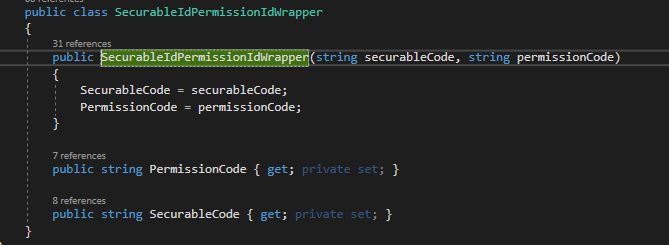 public class SecurableIdPermissionIdWrapper
{
31 references
public SecurableIdPermissionIdWrapper(string securableCode, string permissionCode)
{
SecurableCode = securableCode;
PermissionCode = permissionCode;
}
7 references
public string PermissionCode { get; private set; }
8 references
public string SecurableCode { get; private set; }
}